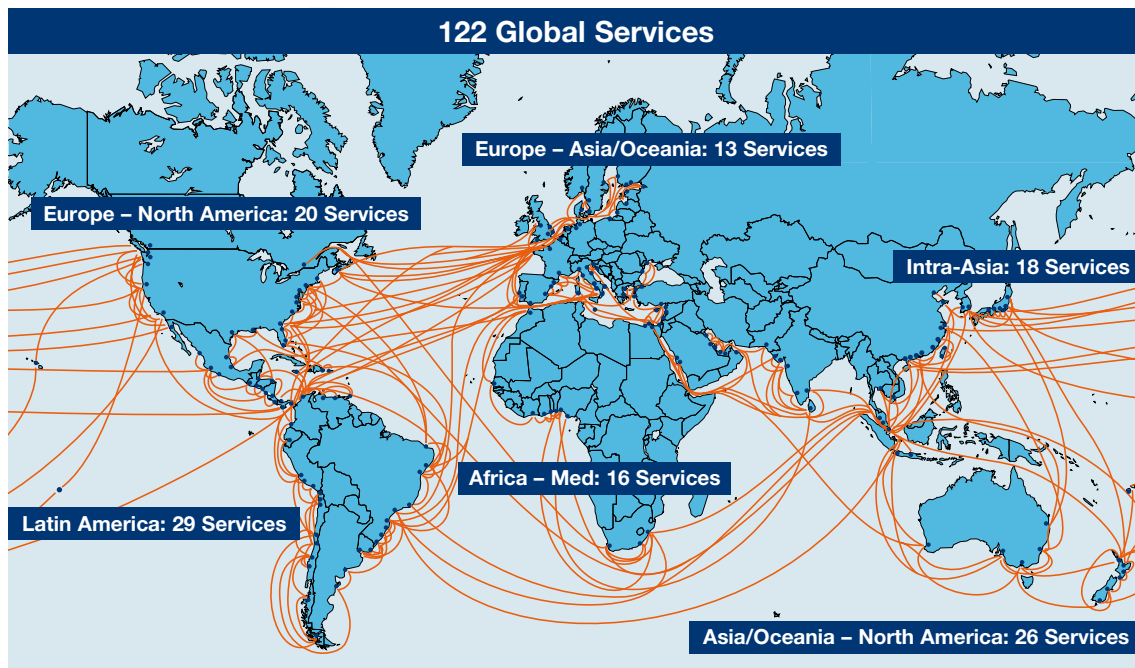 122 Global Services
Europe – Asia/Oceania: 13 Services
Europe – North America: 20 Services
Intra-Asia: 18 Services
Africa – Med: 16 Services
Latin America: 29 Services
Asia/Oceania – North America: 26 Services